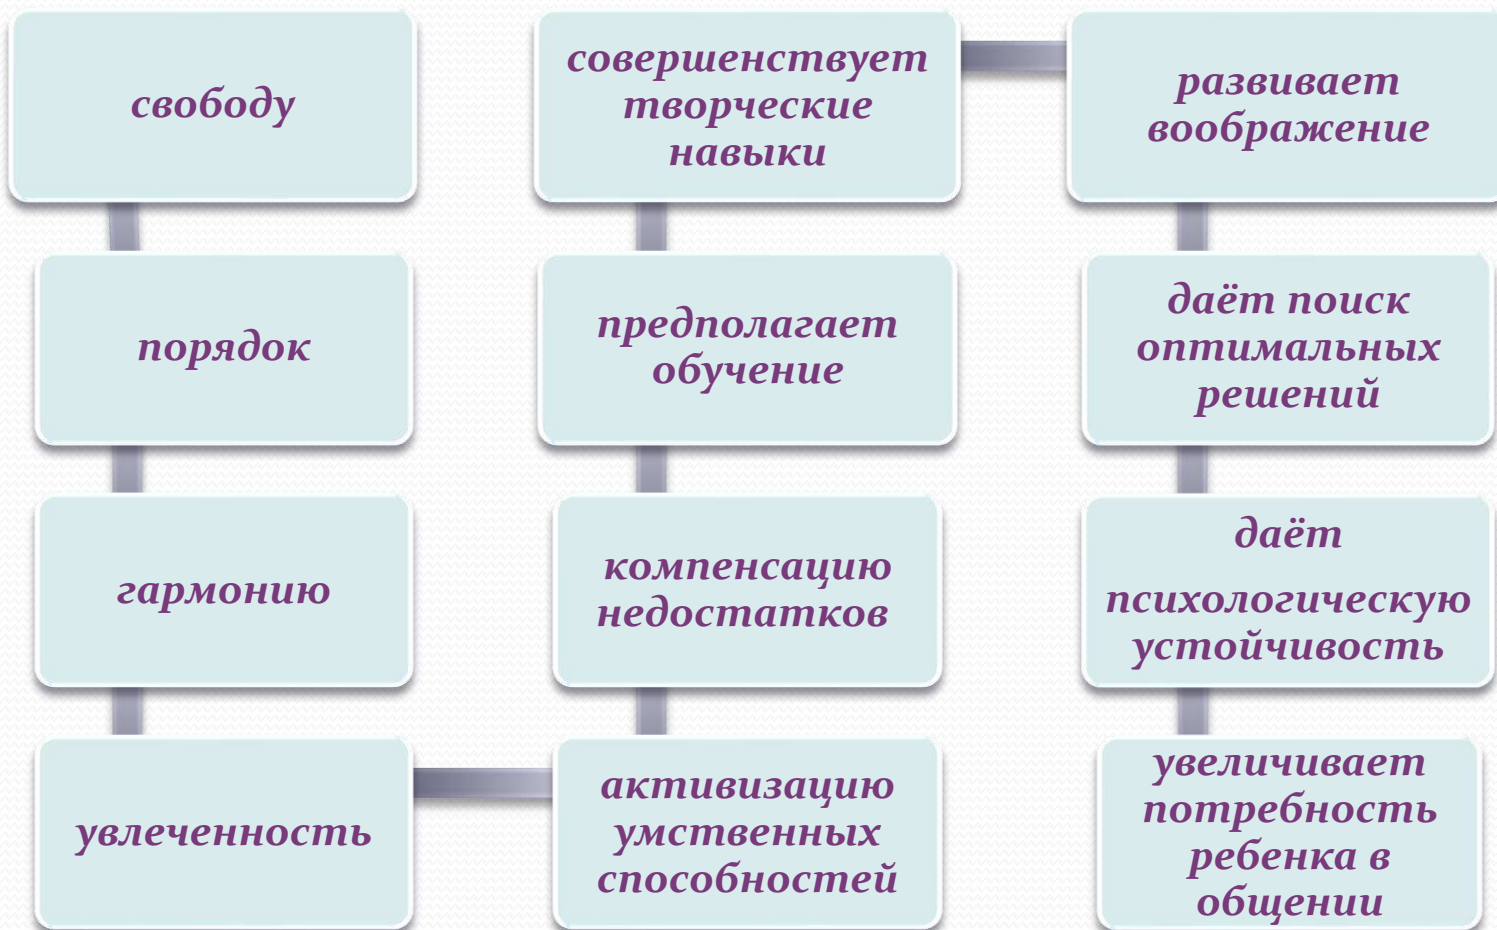 свободу
порядок
гармонию
увлеченность
активизацию
умственных
способностей
компенсацию
недостатков
предполагает
обучение
совершенствует
творческие
навыки
развивает
воображение
даёт поиск
оптимальных
решений
даёт
психологическую
устойчивость
увеличивает
потребность
ребенка в
общении